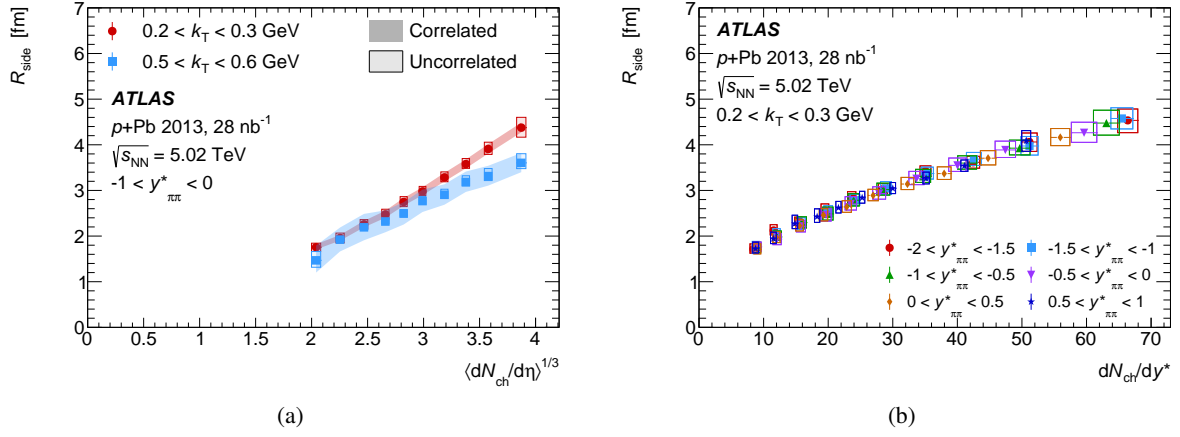 R_side [fm]
7
6
5
4
3
2
1
0
0.2 < k_T < 0.3 GeV
0.5 < k_T < 0.6 GeV
Correlated
Uncorrelated
ATLAS
p+Pb 2013, 28 nb⁻¹
√s_NN = 5.02 TeV
-1 < y*_ππ < 0
0 0.5 1 1.5 2 2.5 3 3.5 4
⟨dN_ch/dη⟩^1/3
(a)
R_side [fm]
7
6
5
4
3
2
1
0
ATLAS
p+Pb 2013, 28 nb⁻¹
√s_NN = 5.02 TeV
0.2 < k_T < 0.3 GeV
-2 < y*_ππ < -1.5
-1.5 < y*_ππ < -1
-1 < y*_ππ < -0.5
-0.5 < y*_ππ < 0
0 < y*_ππ < 0.5
0.5 < y*_ππ < 1
0 10 20 30 40 50 60 70
dN_ch/dy*
(b)